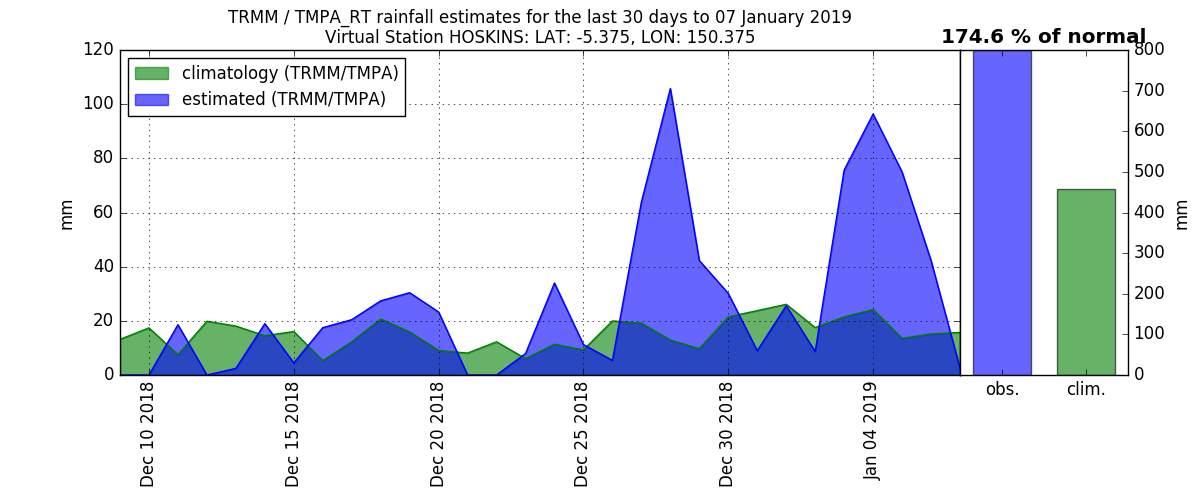 TRMM / TMPA_RT rainfall estimates for the last 30 days to 07 January 2019
Virtual Station HOSKINS: LAT: -5.375, LON: 150.375
174.6 % of normal
climatology (TRMM/TMPA)
estimated (TRMM/TMPA)
mm
120
100
80
60
40
20
0
Dec 10 2018
Dec 15 2018
Dec 20 2018
Dec 25 2018
Dec 30 2018
Jan 04 2019
obs.
clim.
800
700
600
500
400
300
200
100
0
mm